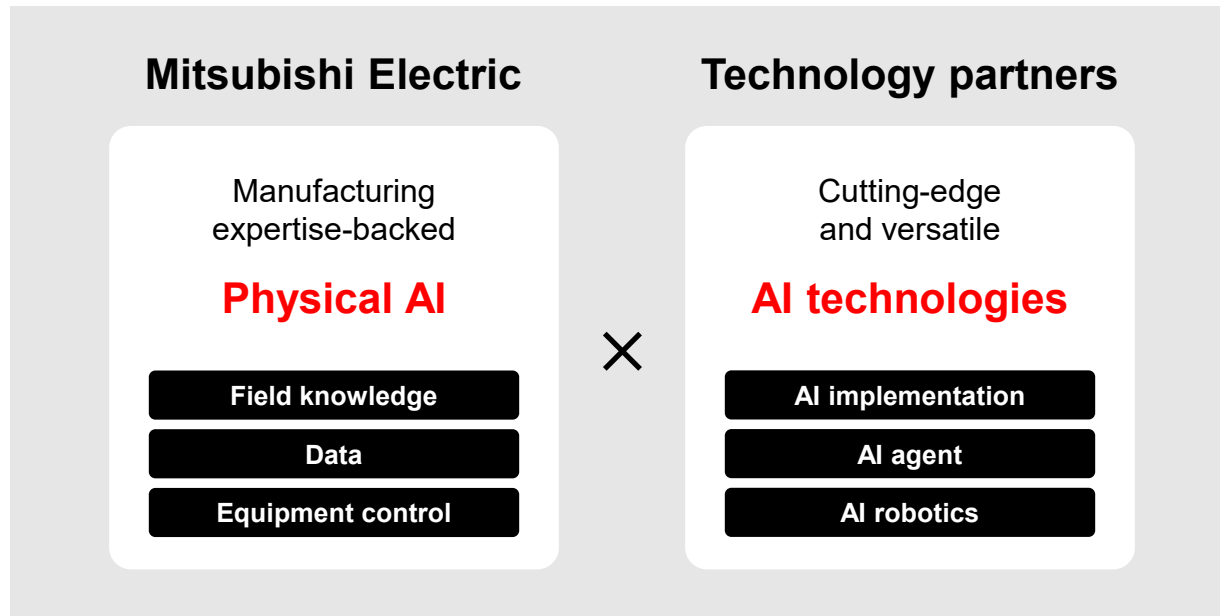 Mitsubishi Electric
Manufacturing
expertise-backed
Physical AI
Field knowledge
Data
Equipment control
×
Technology partners
Cutting-edge
and versatile
AI technologies
AI implementation
AI agent
AI robotics